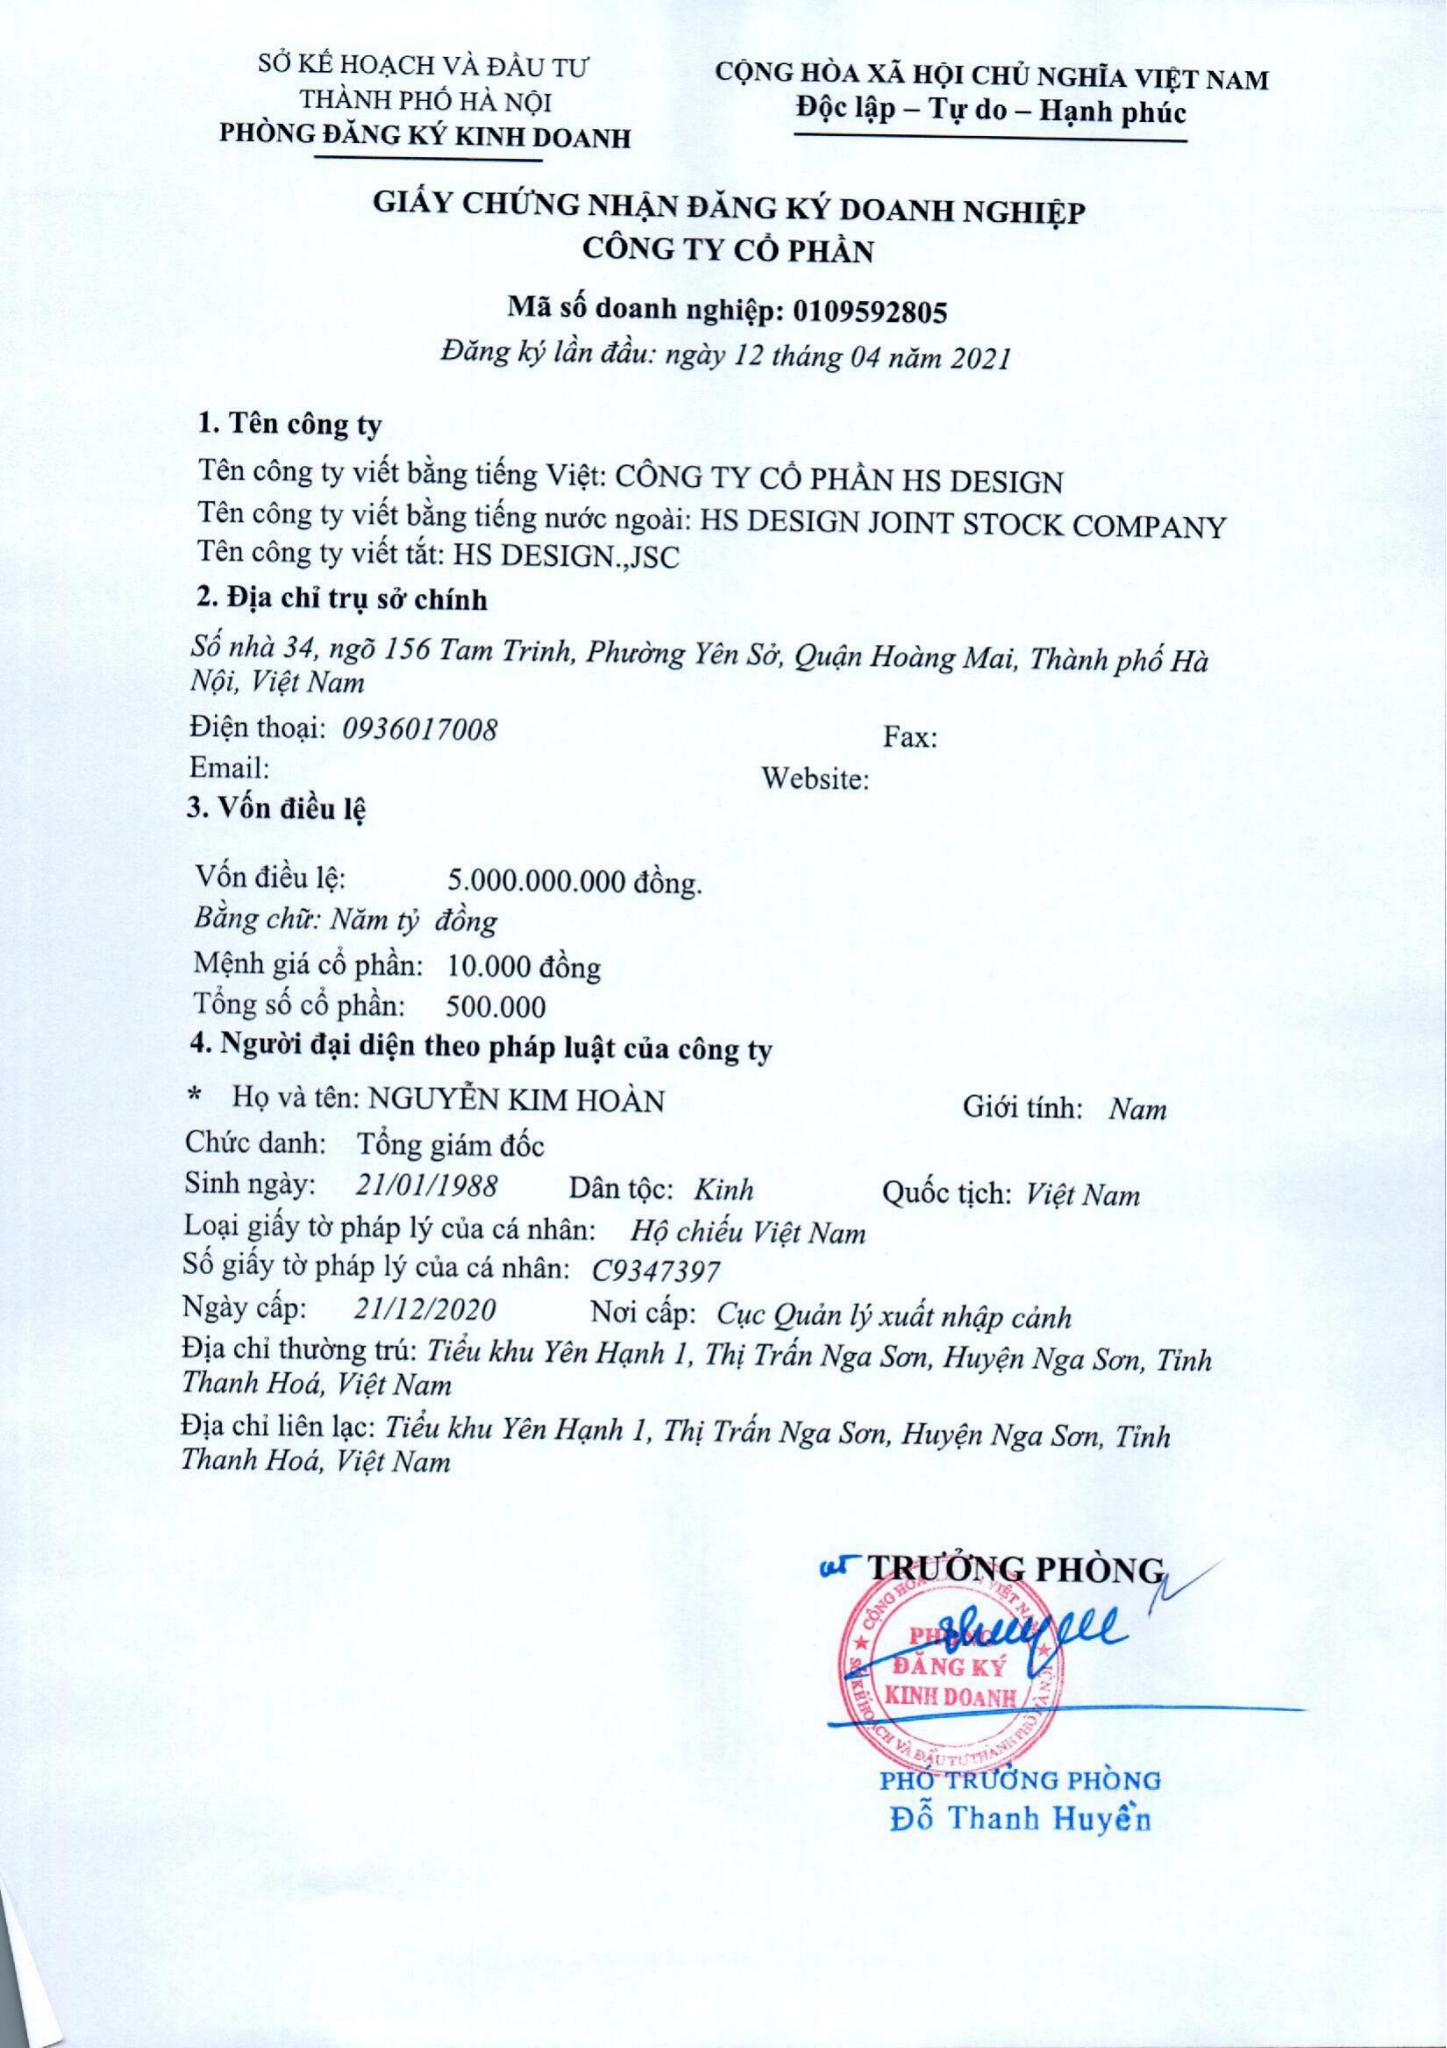 SỞ KẾ HOẠCH VÀ ĐẦU TƯ
THÀNH PHỐ HÀ NỘI
PHÒNG ĐĂNG KÝ KINH DOANH
CỘNG HÒA XÃ HỘI CHỦ NGHĨA VIỆT NAM
Độc lập – Tự do – Hạnh phúc
GIẤY CHỨNG NHẬN ĐĂNG KÝ DOANH NGHIỆP
CÔNG TY CỔ PHẦN
Mã số doanh nghiệp: 0109592805
Đăng ký lần đầu: ngày 12 tháng 04 năm 2021
1. Tên công ty
Tên công ty viết bằng tiếng Việt: CÔNG TY CỔ PHẦN HS DESIGN
Tên công ty viết bằng tiếng nước ngoài: HS DESIGN JOINT STOCK COMPANY
Tên công ty viết tắt: HS DESIGN.,JSC
2. Địa chỉ trụ sở chính
Số nhà 34, ngõ 156 Tam Trinh, Phường Yên Sở, Quận Hoàng Mai, Thành phố Hà
Nội, Việt Nam
Điện thoại: 0936017008 Fax:
Email: Website:
3. Vốn điều lệ
Vốn điều lệ: 5.000.000.000 đồng.
Bằng chữ: Năm tỷ đồng
Mệnh giá cổ phần: 10.000 đồng
Tổng số cổ phần: 500.000
4. Người đại diện theo pháp luật của công ty
* Họ và tên: NGUYỄN KIM HOÀN Giới tính: Nam
Chức danh: Tổng giám đốc
Sinh ngày: 21/01/1988 Dân tộc: Kinh Quốc tịch: Việt Nam
Loại giấy tờ pháp lý của cá nhân: Hộ chiếu Việt Nam
Số giấy tờ pháp lý của cá nhân: C9347397
Ngày cấp: 21/12/2020 Nơi cấp: Cục Quản lý xuất nhập cảnh
Địa chỉ thường trú: Tiểu khu Yên Hạnh 1, Thị Trấn Nga Sơn, Huyện Nga Sơn, Tỉnh
Thanh Hoá, Việt Nam
Địa chỉ liên lạc: Tiểu khu Yên Hạnh 1, Thị Trấn Nga Sơn, Huyện Nga Sơn, Tỉnh
Thanh Hoá, Việt Nam
TRƯỞNG PHÒNG
CỘNG HÒA VIỆT NAM
PHÒNG
ĐĂNG KÝ
KINH DOANH
SỞ KẾ HOẠCH VÀ ĐẦU TƯ THÀNH PHỐ HÀ NỘI
PHÓ TRƯỞNG PHÒNG
Đỗ Thanh Huyền